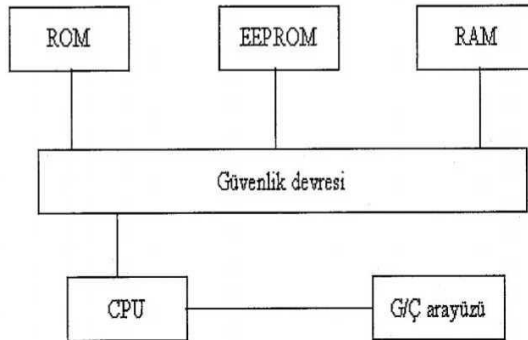 ROM
EEPROM
RAM
Güvenlik devresi
CPU
G/Ç arayüzü